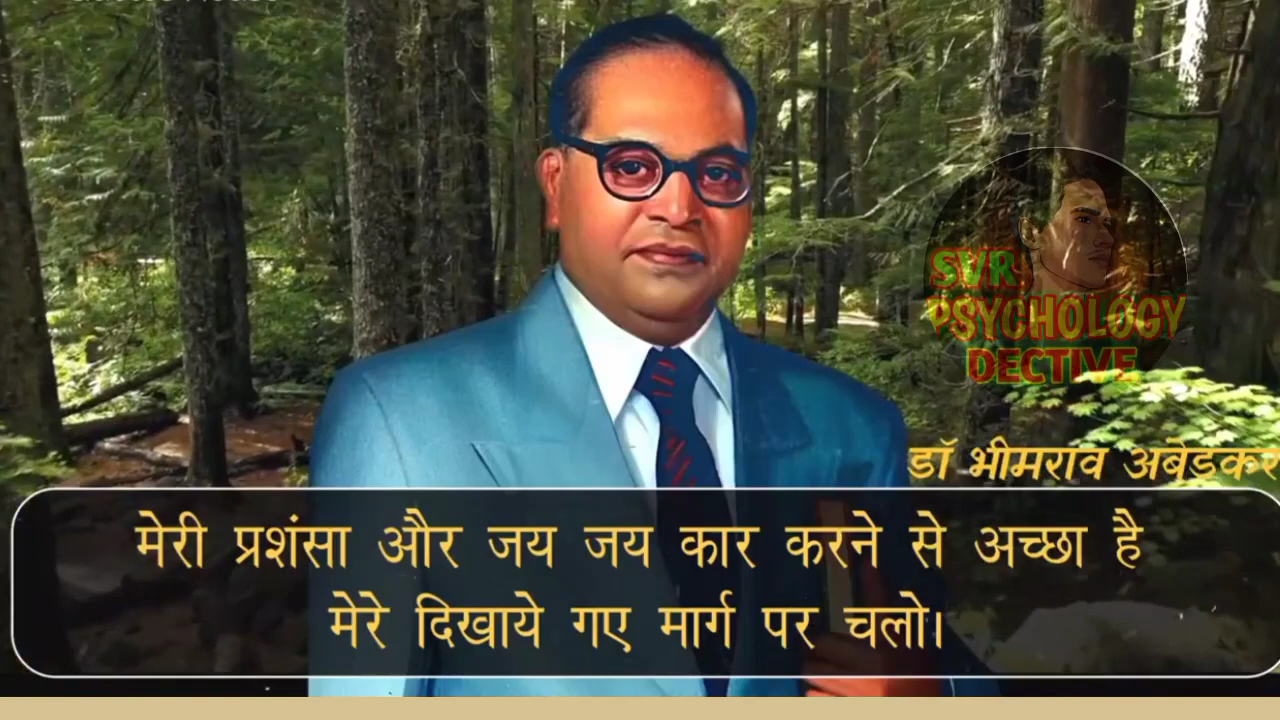 SVR
PSYCHOLOGY
DECTIVE
डॉ भीमराव अबेडकर
मेरी प्रशंसा और जय जय कार करने से अच्छा है
मेरे दिखाये गए मार्ग पर चलो।